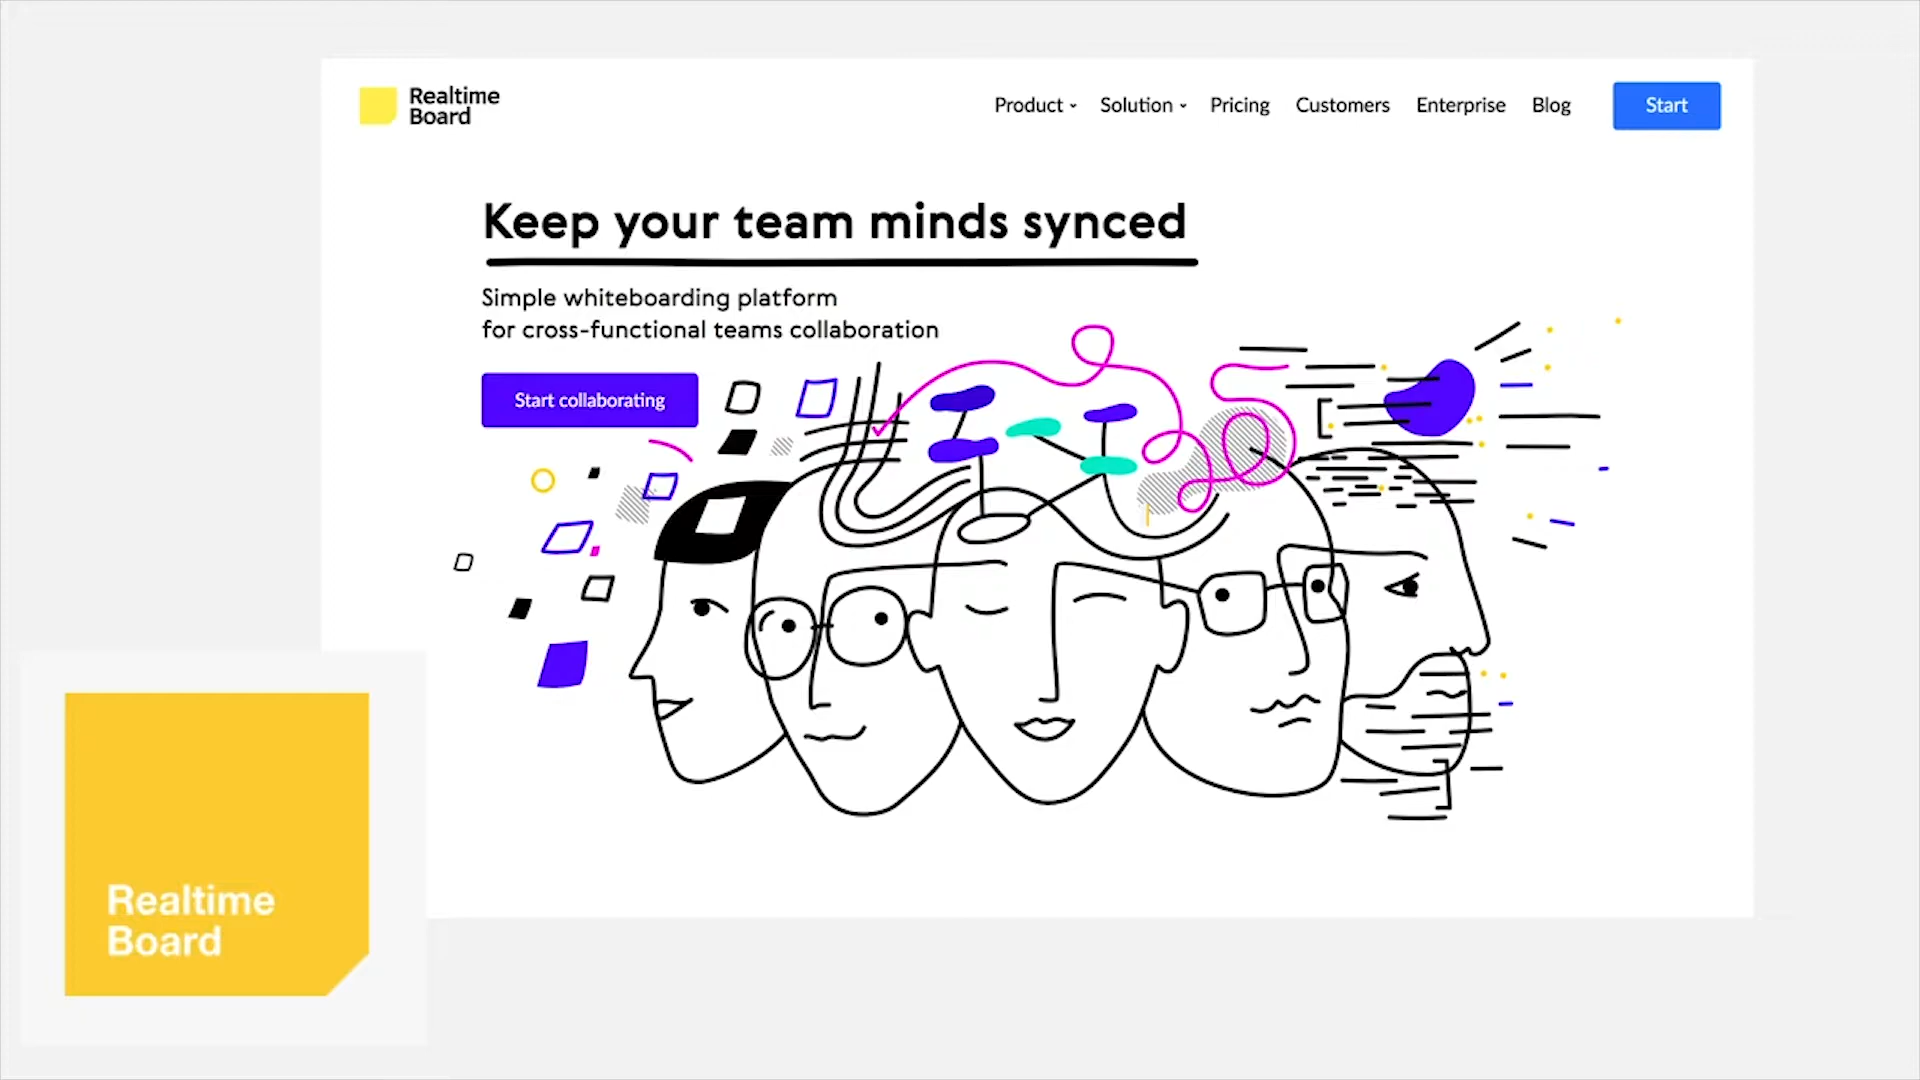 Realtime
Board
Product
Solution
Pricing
Customers
Enterprise
Blog
Start
Keep your team minds synced
Simple whiteboarding platform
for cross-functional teams collaboration
Start collaborating
Realtime
Board